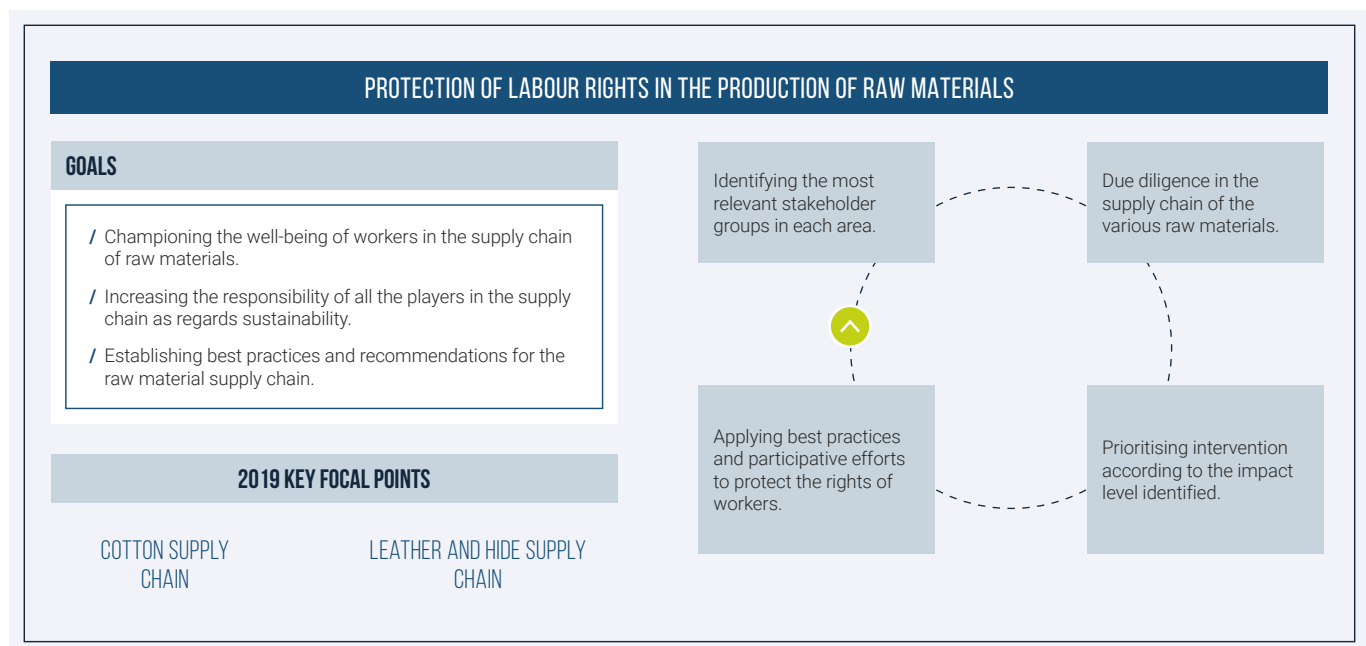 PROTECTION OF LABOUR RIGHTS IN THE PRODUCTION OF RAW MATERIALS
GOALS
/ Championing the well-being of workers in the supply chain
of raw materials.
/ Increasing the responsibility of all the players in the supply
chain as regards sustainability.
/ Establishing best practices and recommendations for the
raw material supply chain.
2019 KEY FOCAL POINTS
COTTON SUPPLY
CHAIN
LEATHER AND HIDE SUPPLY
CHAIN
Identifying the most
relevant stakeholder
groups in each area.
Due diligence in the
supply chain of the
various raw materials.
Prioritising intervention
according to the impact
level identified.
Applying best practices
and participative efforts
to protect the rights of
workers.